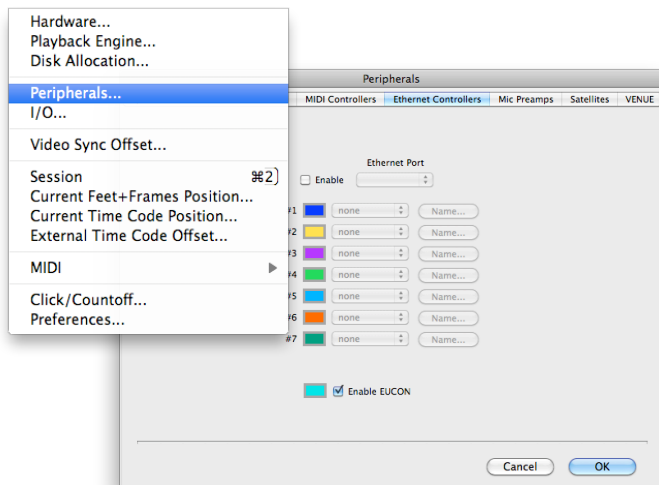 Hardware...
Playback Engine...
Disk Allocation...
Peripherals...
I/O...
Video Sync Offset...
Session ⌘2)
Current Feet+Frames Position...
Current Time Code Position...
External Time Code Offset...
MIDI
Click/Countoff...
Preferences...
Peripherals
MIDI Controllers Ethernet Controllers Mic Preamps Satellites VENUE
Ethernet Port
Enable
#1 none Name...
#2 none Name...
#3 none Name...
#4 none Name...
#5 none Name...
#6 none Name...
#7 none Name...
Enable EUCON
Cancel OK